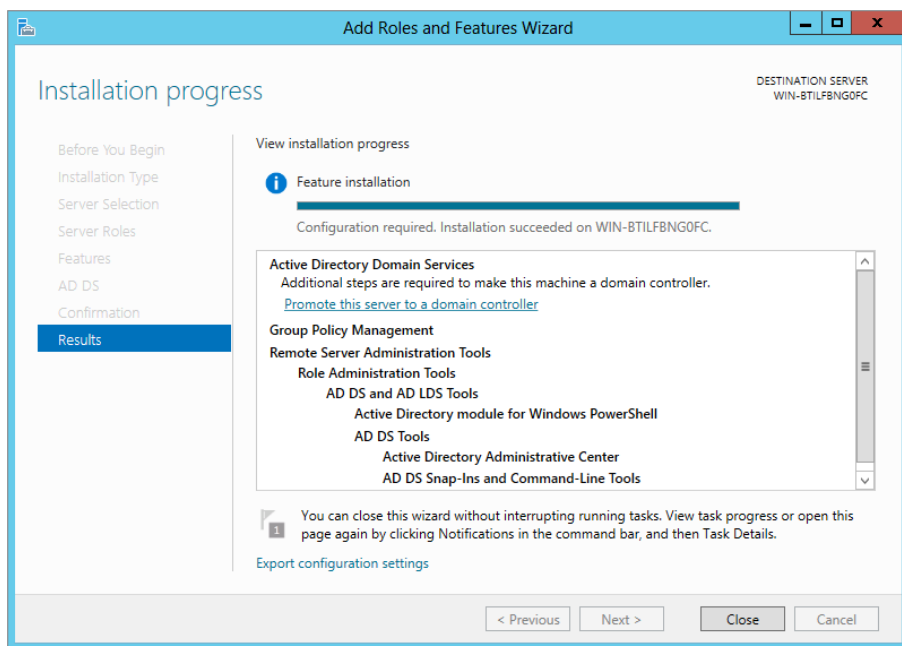 Add Roles and Features Wizard
Installation progress
DESTINATION SERVER
WIN-BTILFBNG0FC
Before You Begin
Installation Type
Server Selection
Server Roles
Features
AD DS
Confirmation
Results
View installation progress
Feature installation
Configuration required. Installation succeeded on WIN-BTILFBNG0FC.
Active Directory Domain Services
Additional steps are required to make this machine a domain controller.
Promote this server to a domain controller
Group Policy Management
Remote Server Administration Tools
Role Administration Tools
AD DS and AD LDS Tools
Active Directory module for Windows PowerShell
AD DS Tools
Active Directory Administrative Center
AD DS Snap-Ins and Command-Line Tools
1
You can close this wizard without interrupting running tasks. View task progress or open this
page again by clicking Notifications in the command bar, and then Task Details.
Export configuration settings
< Previous
Next >
Close
Cancel